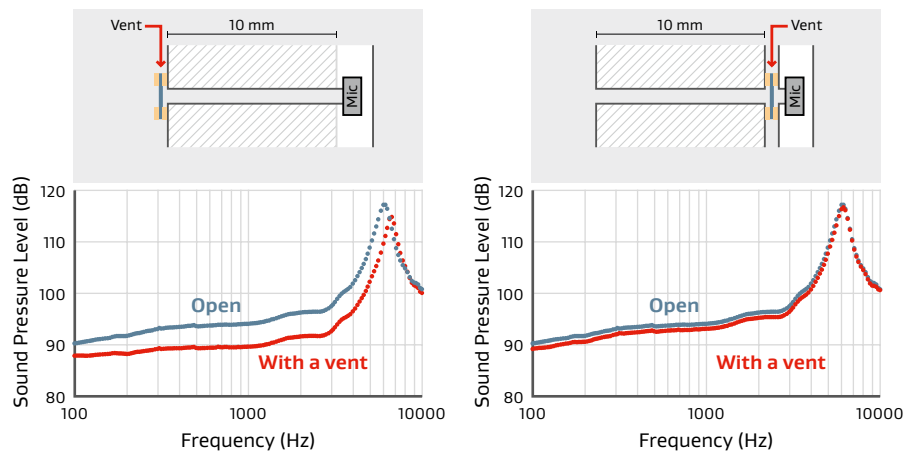 Vent
10 mm
Mic
Sound Pressure Level (dB)
120
110
100
90
80
Open
With a vent
100
1000
10000
Frequency (Hz)
10 mm
Vent
Mic
Sound Pressure Level (dB)
120
110
100
90
80
Open
With a vent
100
1000
10000
Frequency (Hz)